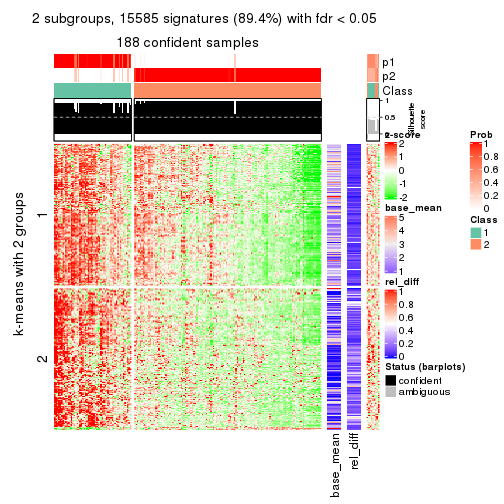 2 subgroups, 15585 signatures (89.4%) with fdr < 0.05
188 confident samples
p1
p2
Class
1
0.5
Silhouette
score
k-means with 2 groups
1
2
base_mean
rel_diff
z-score
2
1
0
-1
-2
base_mean
5
4
3
2
1
rel_diff
1
0.8
0.6
0.4
0.2
0
Status (barplots)
confident
ambiguous
Prob
1
0.8
0.6
0.4
0.2
0
Class
1
2